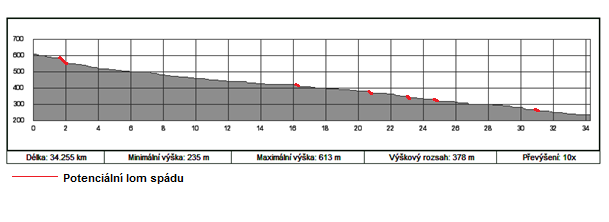 700
600
500
400
300
200
0 2 4 6 8 10 12 14 16 18 20 22 24 26 28 30 32 34
Délka: 34.255 km Minimální výška: 235 m Maximální výška: 613 m Výškový rozsah: 378 m Převýšení: 10x
Potenciální lom spádu